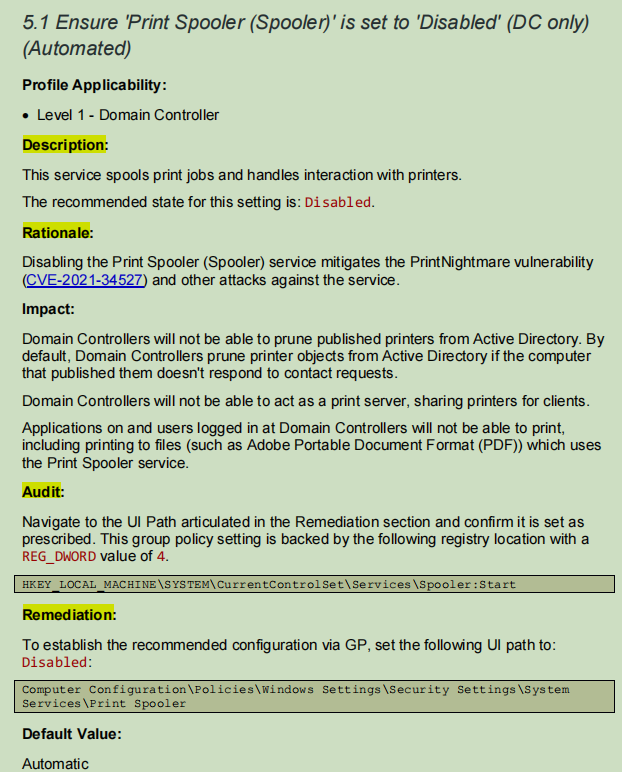 5.1 Ensure 'Print Spooler (Spooler)' is set to 'Disabled' (DC only)
(Automated)
Profile Applicability:
• Level 1 - Domain Controller
Description:
This service spools print jobs and handles interaction with printers.
The recommended state for this setting is: Disabled.
Rationale:
Disabling the Print Spooler (Spooler) service mitigates the PrintNightmare vulnerability
(CVE-2021-34527) and other attacks against the service.
Impact:
Domain Controllers will not be able to prune published printers from Active Directory. By
default, Domain Controllers prune printer objects from Active Directory if the computer
that published them doesn't respond to contact requests.
Domain Controllers will not be able to act as a print server, sharing printers for clients.
Applications on and users logged in at Domain Controllers will not be able to print,
including printing to files (such as Adobe Portable Document Format (PDF)) which uses
the Print Spooler service.
Audit:
Navigate to the UI Path articulated in the Remediation section and confirm it is set as
prescribed. This group policy setting is backed by the following registry location with a
REG_DWORD value of 4.
HKEY_LOCAL_MACHINE\SYSTEM\CurrentControlSet\Services\Spooler:Start
Remediation:
To establish the recommended configuration via GP, set the following UI path to:
Disabled:
Computer Configuration\Policies\Windows Settings\Security Settings\System
Services\Print Spooler
Default Value:
Automatic